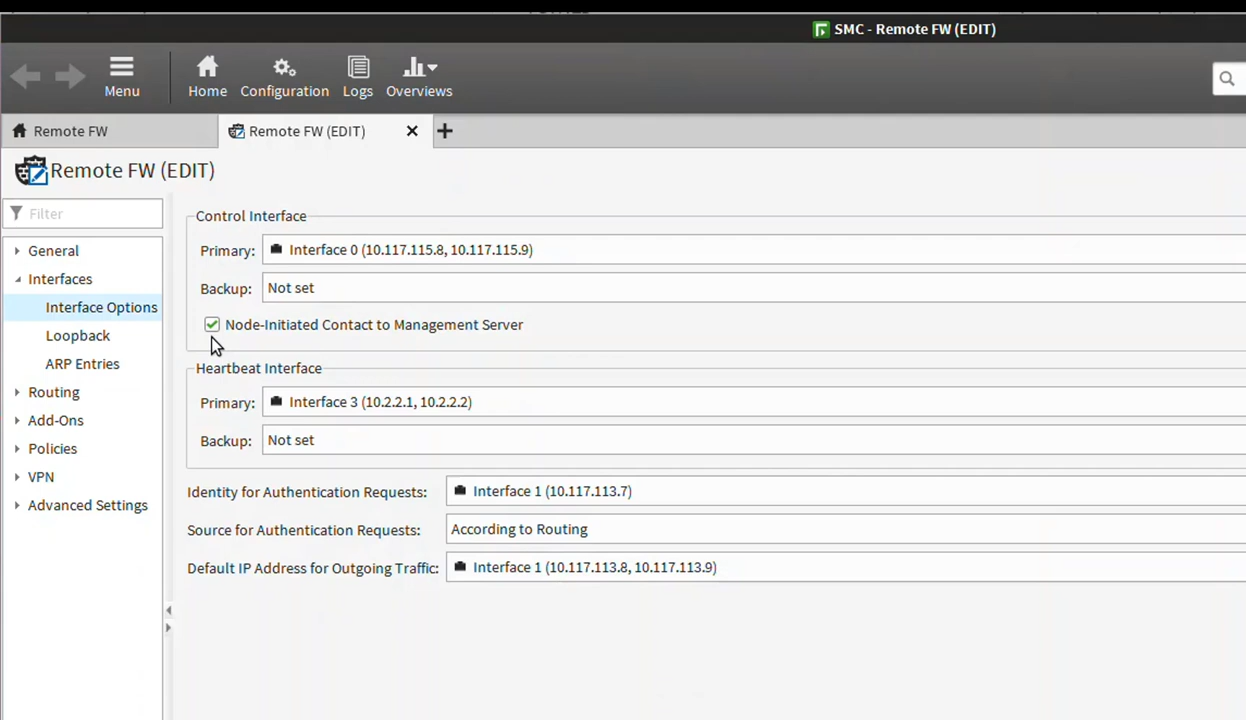 SMC - Remote FW (EDIT)
Menu
Home
Configuration
Logs
Overviews
Remote FW
Remote FW (EDIT)
Remote FW (EDIT)
Filter
General
Interfaces
Interface Options
Loopback
ARP Entries
Routing
Add-Ons
Policies
VPN
Advanced Settings
Control Interface
Primary: Interface 0 (10.117.115.8, 10.117.115.9)
Backup: Not set
Node-Initiated Contact to Management Server
Heartbeat Interface
Primary: Interface 3 (10.2.2.1, 10.2.2.2)
Backup: Not set
Identity for Authentication Requests: Interface 1 (10.117.113.7)
Source for Authentication Requests: According to Routing
Default IP Address for Outgoing Traffic: Interface 1 (10.117.113.8, 10.117.113.9)